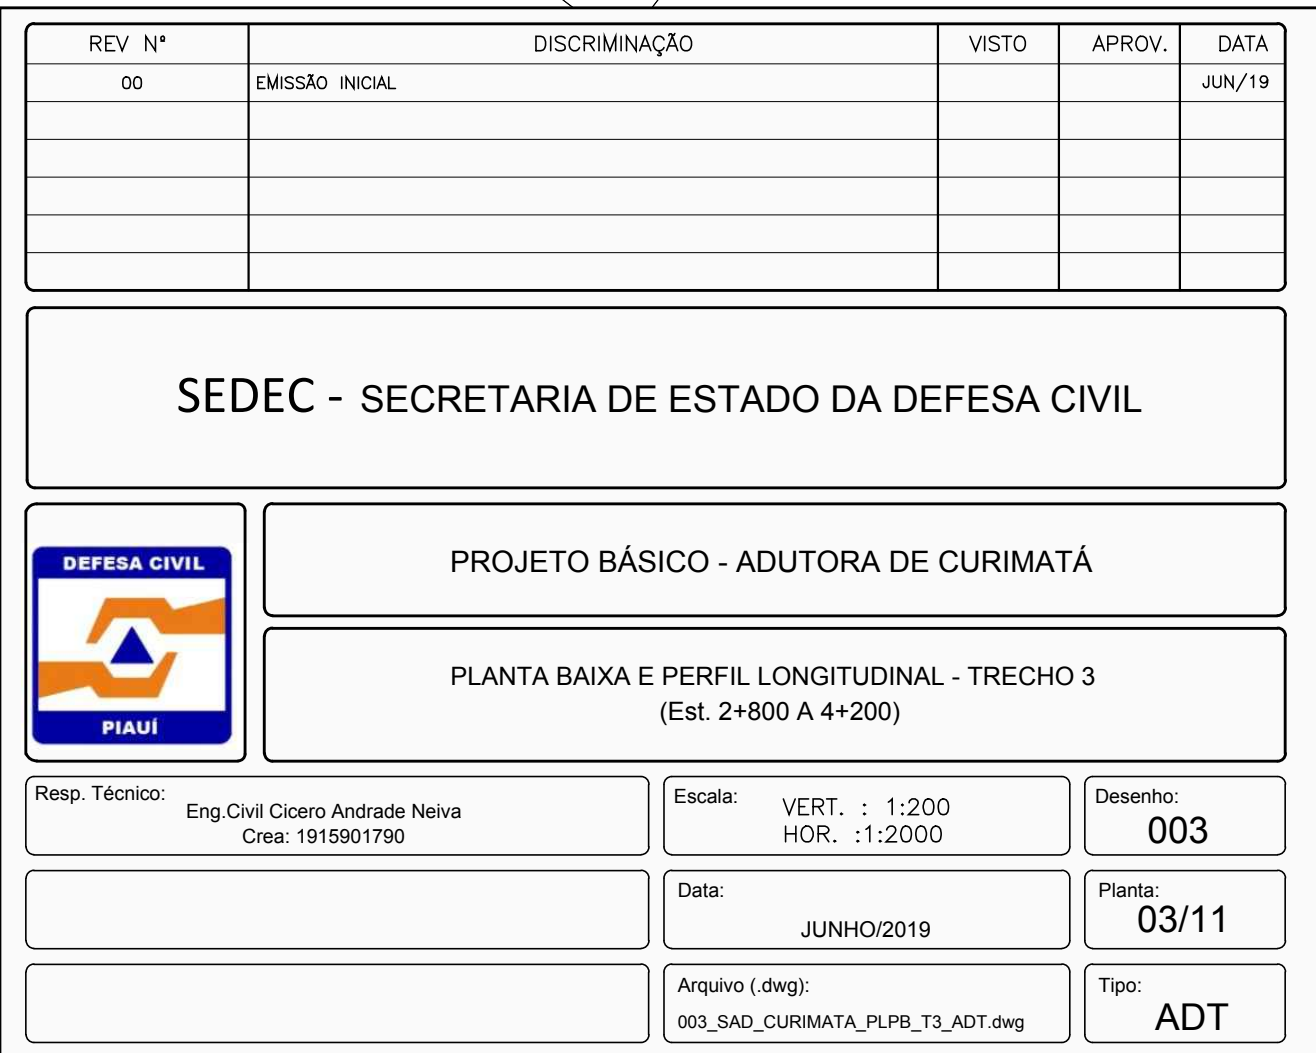 REV Nº DISCRIMINAÇÃO VISTO APROV. DATA
00 EMISSÃO INICIAL JUN/19
SEDEC - SECRETARIA DE ESTADO DA DEFESA CIVIL
DEFESA CIVIL
PIAUÍ
PROJETO BÁSICO - ADUTORA DE CURIMATÁ
PLANTA BAIXA E PERFIL LONGITUDINAL - TRECHO 3
(Est. 2+800 A 4+200)
Resp. Técnico:
Eng.Civil Cicero Andrade Neiva
Crea: 1915901790
Escala:
VERT. : 1:200
HOR. :1:2000
Desenho:
003
Data:
JUNHO/2019
Planta:
03/11
Arquivo (.dwg):
003_SAD_CURIMATA_PLPB_T3_ADT.dwg
Tipo:
ADT